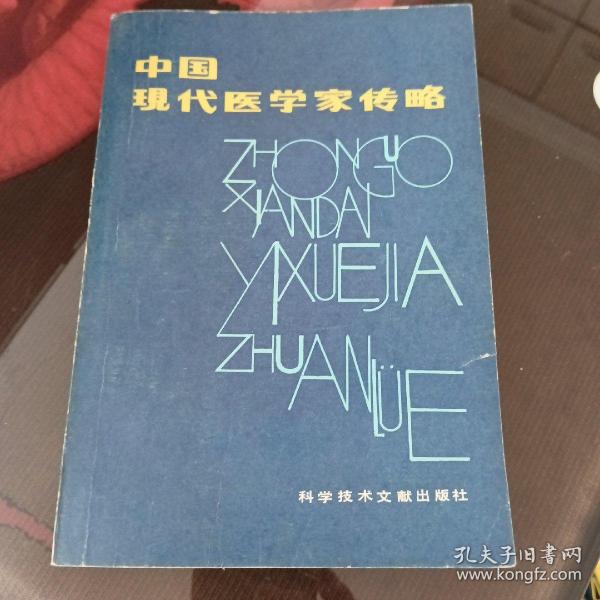 中国
現代医学家传略
ZHONGUO
XIANDAI
YIXUEJIA
ZHUANLÜE
科学技术文献出版社
孔夫子旧书网
www.kongfz.com